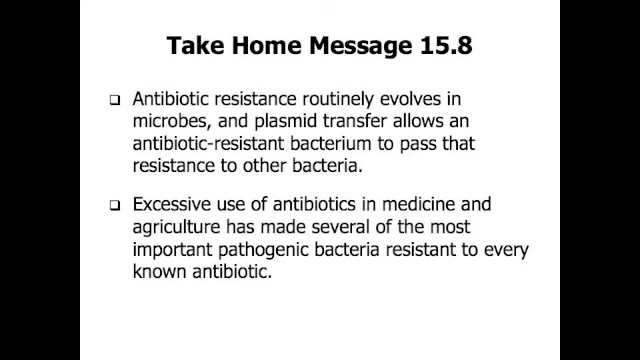 Take Home Message 15.8
❑ Antibiotic resistance routinely evolves in
microbes, and plasmid transfer allows an
antibiotic-resistant bacterium to pass that
resistance to other bacteria.
❑ Excessive use of antibiotics in medicine and
agriculture has made several of the most
important pathogenic bacteria resistant to every
known antibiotic.